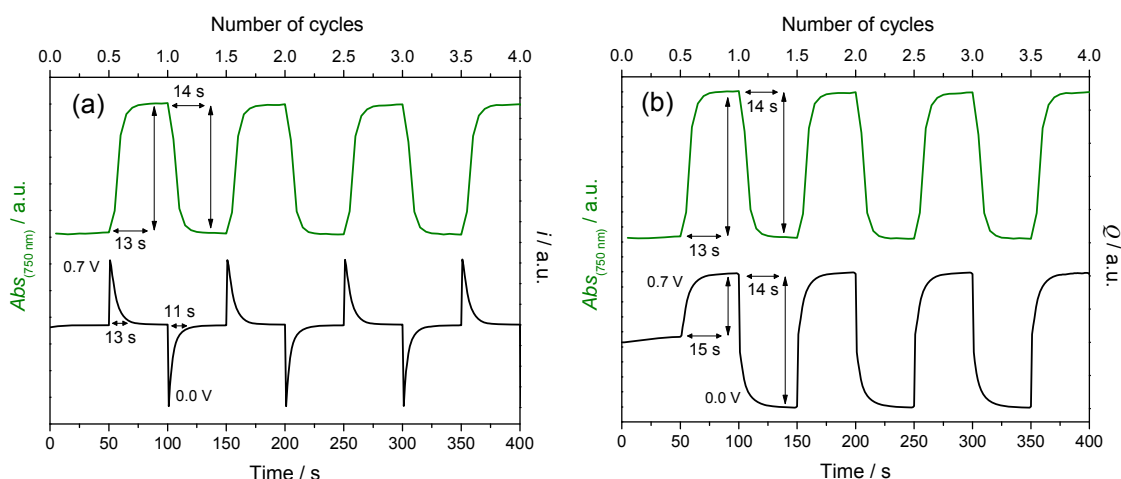 Number of cycles
0.0 0.5 1.0 1.5 2.0 2.5 3.0 3.5 4.0
(a)
14 s
13 s
0.7 V
11 s
13 s
0.0 V
Abs(750 nm) / a.u.
i / a.u.
0 50 100 150 200 250 300 350 400
Time / s
Number of cycles
0.0 0.5 1.0 1.5 2.0 2.5 3.0 3.5 4.0
(b)
14 s
13 s
0.7 V
14 s
15 s
0.0 V
Abs(750 nm) / a.u.
Q / a.u.
0 50 100 150 200 250 300 350 400
Time / s